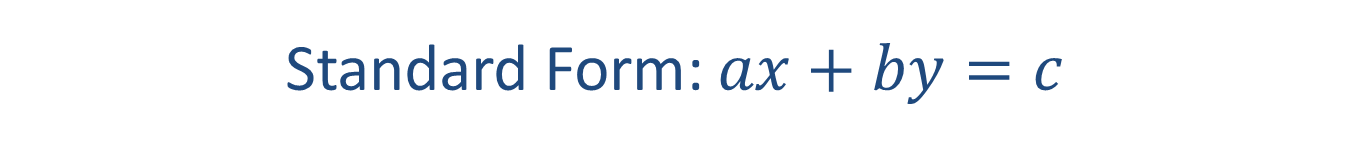 Standard Form: 𝑎𝑥 + 𝑏𝑦 = 𝑐